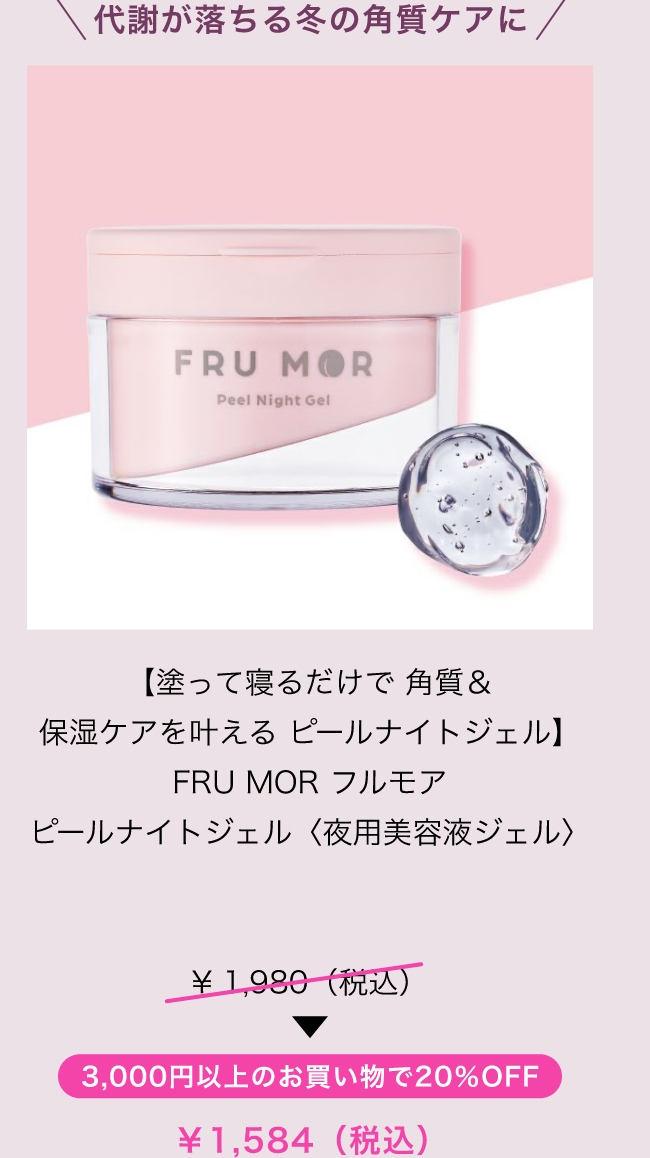 代謝が落ちる冬の角質ケアに
FRU MOR
Peel Night Gel
【塗って寝るだけで 角質＆
保湿ケアを叶える ピールナイトジェル】
FRU MOR フルモア
ピールナイトジェル〈夜用美容液ジェル〉
￥ 1,980（税込）
3,000円以上のお買い物で20%OFF
￥1,584（税込）